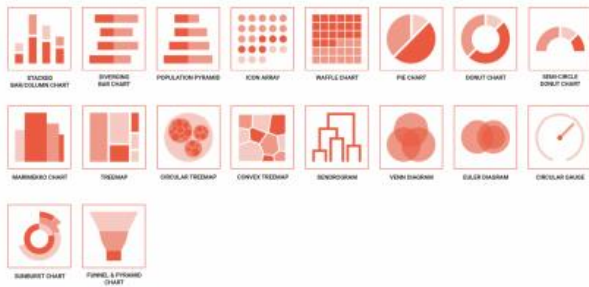 STACKED
BAR/COLUMN CHART
DIVERGING
BAR CHART
POPULATION PYRAMID
ICON ARRAY
WAFFLE CHART
PIE CHART
DONUT CHART
SEMI-CIRCLE
DONUT CHART
MARIMEKKO CHART
TREEMAP
CIRCULAR TREEMAP
CONVEX TREEMAP
DENDROGRAM
VENN DIAGRAM
EULER DIAGRAM
CIRCULAR GAUGE
SUNBURST CHART
FUNNEL & PYRAMID
CHART